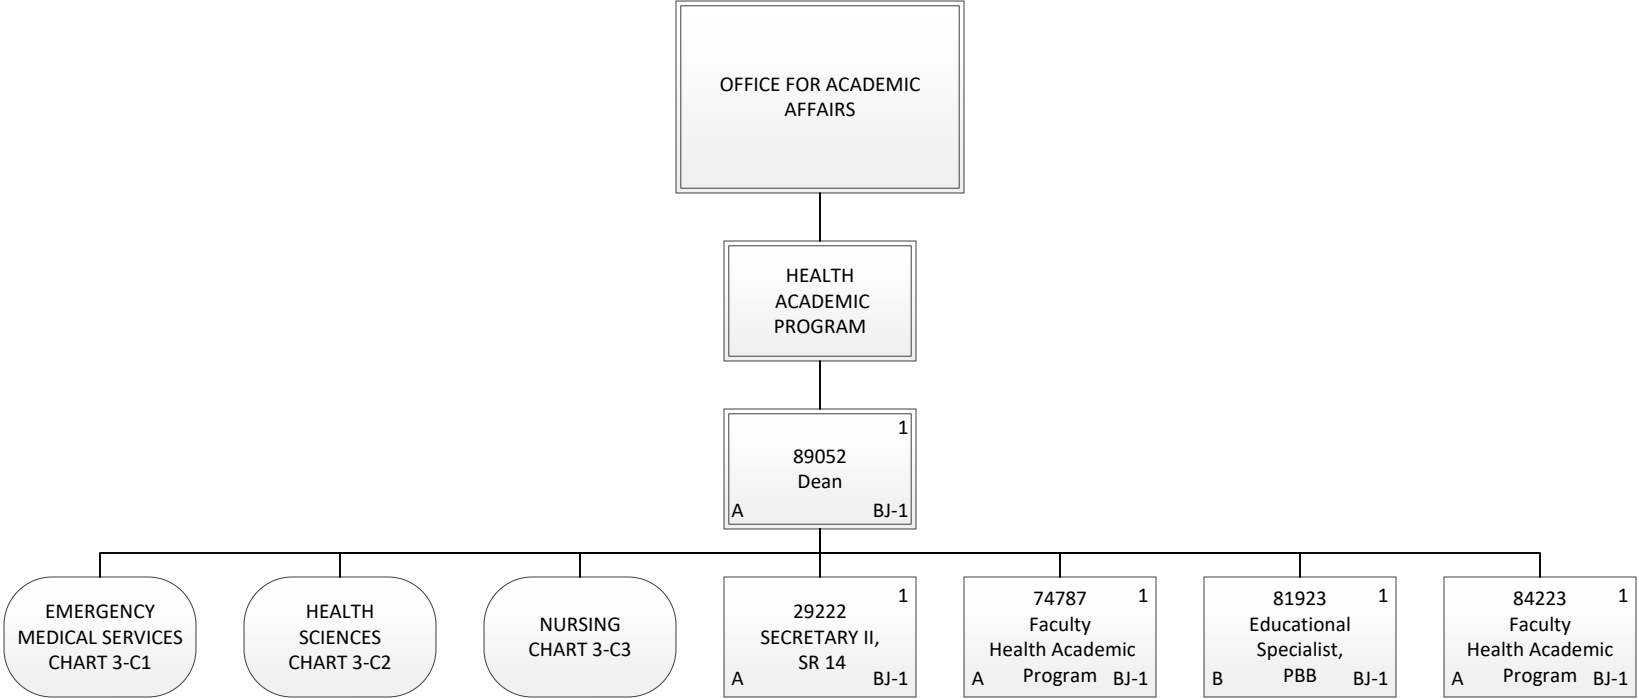 OFFICE FOR ACADEMIC
AFFAIRS
HEALTH
ACADEMIC
PROGRAM
1
89052
Dean
A BJ-1
EMERGENCY
MEDICAL SERVICES
CHART 3-C1
HEALTH
SCIENCES
CHART 3-C2
NURSING
CHART 3-C3
1
29222
SECRETARY II,
SR 14
A BJ-1
74787 1
Faculty
Health Academic
A Program BJ-1
81923 1
Educational
Specialist,
B PBB BJ-1
84223 1
Faculty
Health Academic
A Program BJ-1